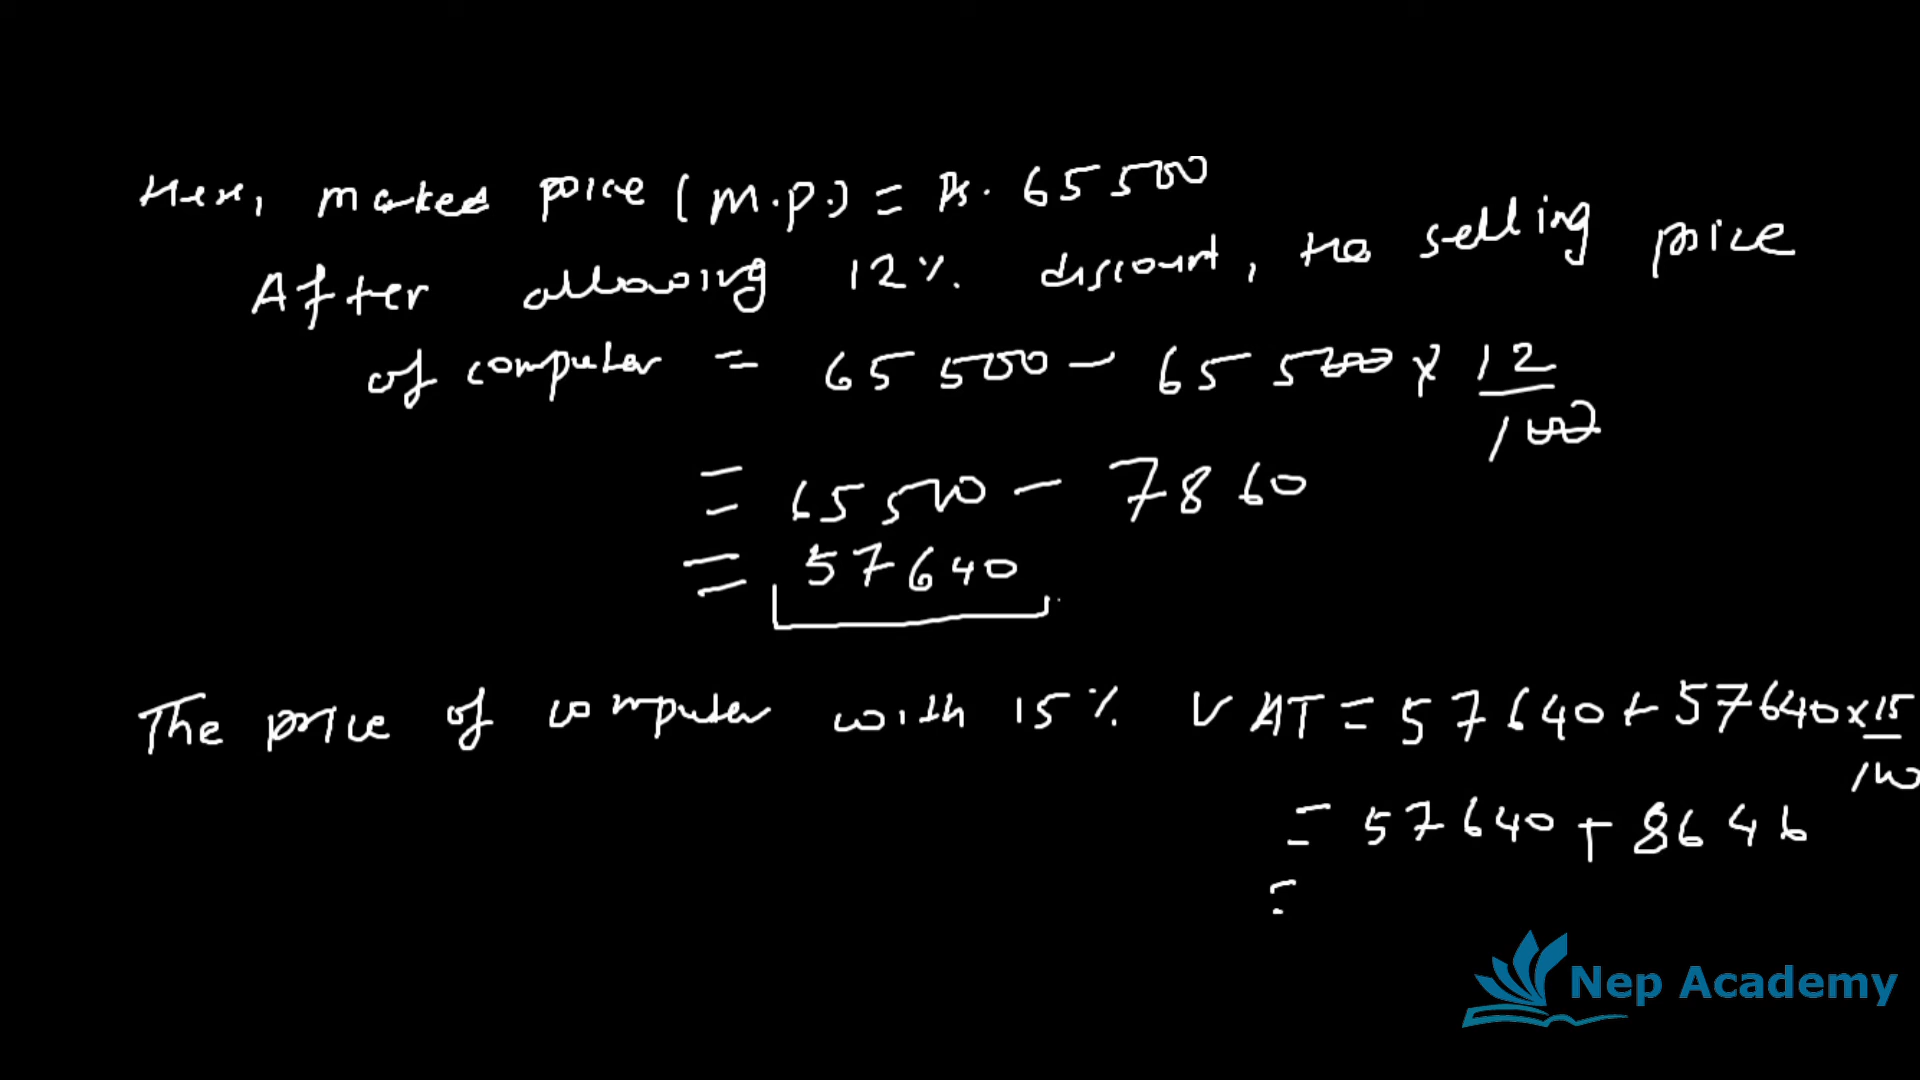 Here, marked price (M.P.) = Rs. 65500
After allowing 12% discount, the selling price
of computer = 65500 - 65500 × 12/100
= 65500 - 7860
= 57640
The price of computer with 15% VAT = 57640 + 57640 × 15/100
= 57640 + 8646
=
Nep Academy